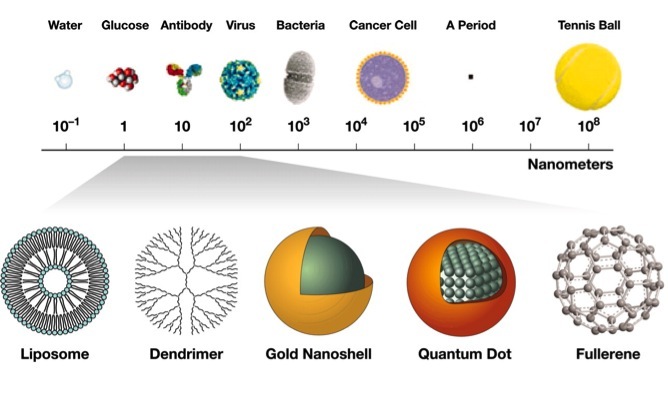 Water Glucose Antibody Virus Bacteria Cancer Cell A Period Tennis Ball
10⁻¹ 1 10 10² 10³ 10⁴ 10⁵ 10⁶ 10⁷ 10⁸
Nanometers
Liposome Dendrimer Gold Nanoshell Quantum Dot Fullerene